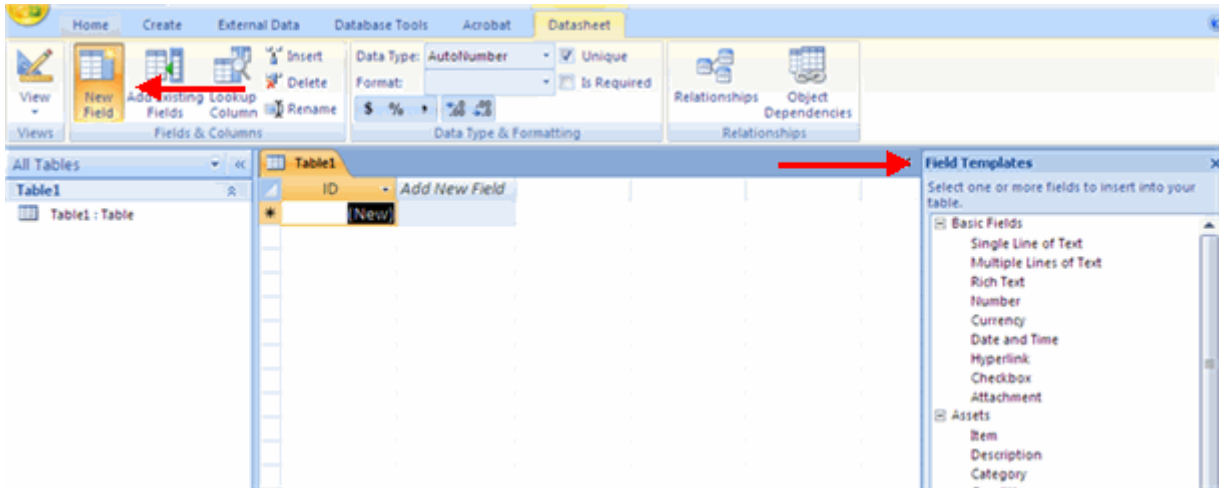 Home Create External Data Database Tools Acrobat Datasheet
View
Views
New
Field
Add Existing
Fields
Lookup
Column
Insert
Delete
Rename
Fields & Columns
Data Type: AutoNumber
Unique
Format:
Is Required
$ %
Data Type & Formatting
Relationships
Object
Dependencies
Relationships
All Tables
Table1
Table1 : Table
Table1
ID Add New Field
(New)
Field Templates
Select one or more fields to insert into your
table.
Basic Fields
Single Line of Text
Multiple Lines of Text
Rich Text
Number
Currency
Date and Time
Hyperlink
Checkbox
Attachment
Assets
Item
Description
Category